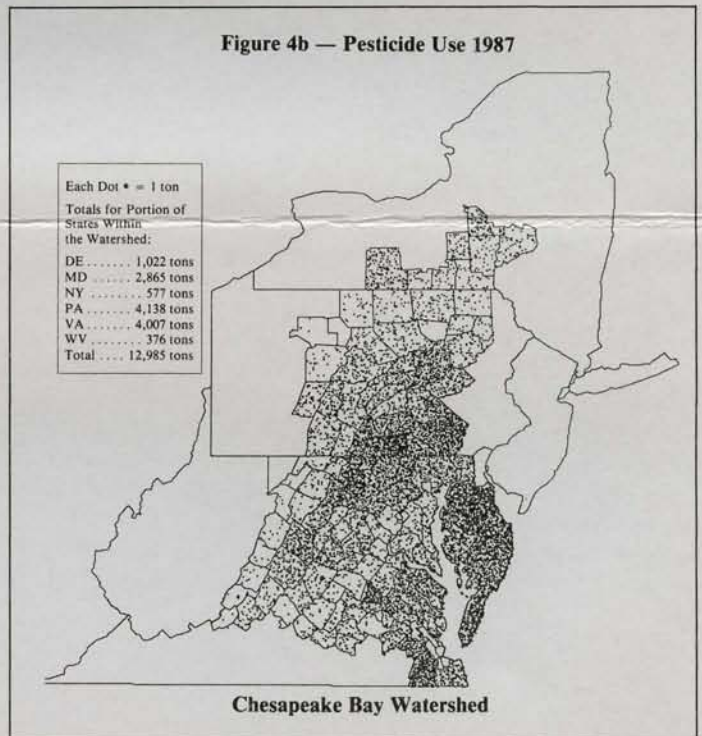 Figure 4b — Pesticide Use 1987
Each Dot • = 1 ton
Totals for Portion of
States Within
the Watershed:
DE ....... 1,022 tons
MD ....... 2,865 tons
NY ........ 577 tons
PA ....... 4,138 tons
VA ....... 4,007 tons
WV ........ 376 tons
Total .... 12,985 tons
Chesapeake Bay Watershed